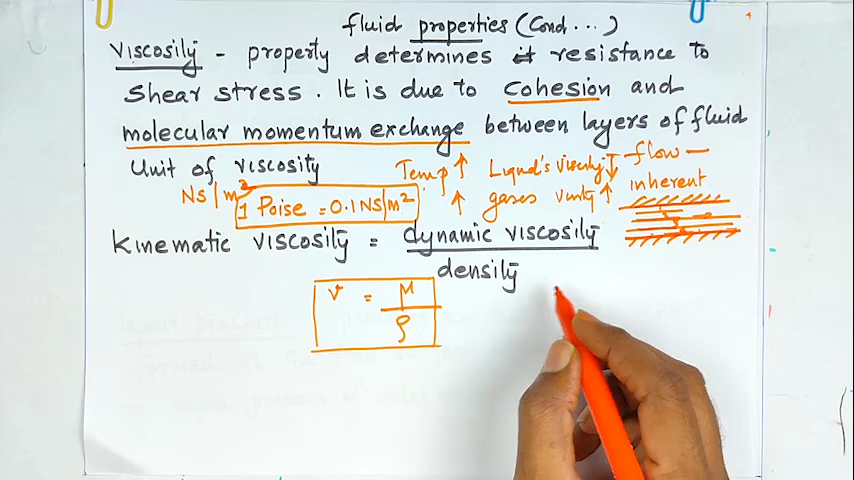 fluid properties (Cond...)
Viscosity - property determines it resistance to
Shear stress. It is due to Cohesion and
molecular momentum exchange between layers of fluid
Unit of viscosity
Temp ↑ Liquid's viscosity ↓ flow —
Ns/m²
↑ gases viscosity ↑ inherent
1 Poise = 0.1 NS/m²
Kinematic viscosity = dynamic viscosity
density
ν = μ
ρ